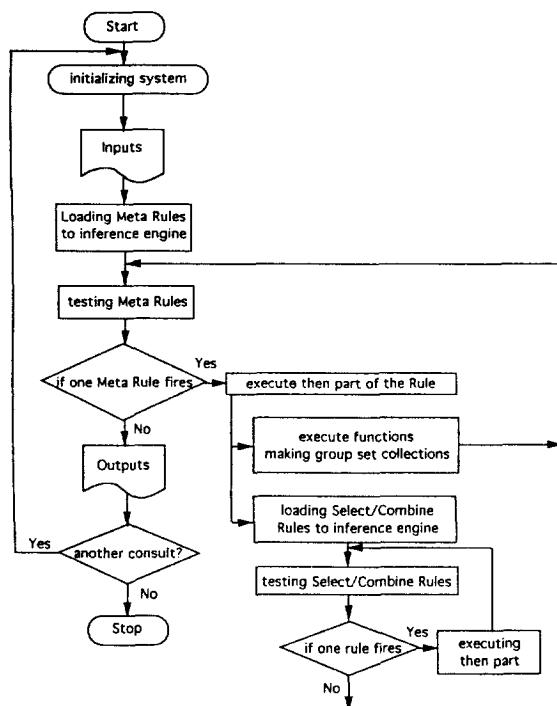 Start
initializing system
Inputs
Loading Meta Rules
to inference engine
testing Meta Rules
if one Meta Rule fires
Yes
execute then part of the Rule
No
execute functions
making group set collections
Outputs
loading Select/Combine
Rules to inference engine
Yes
another consult?
testing Select/Combine Rules
No
Stop
if one rule fires
Yes
executing
then part
No